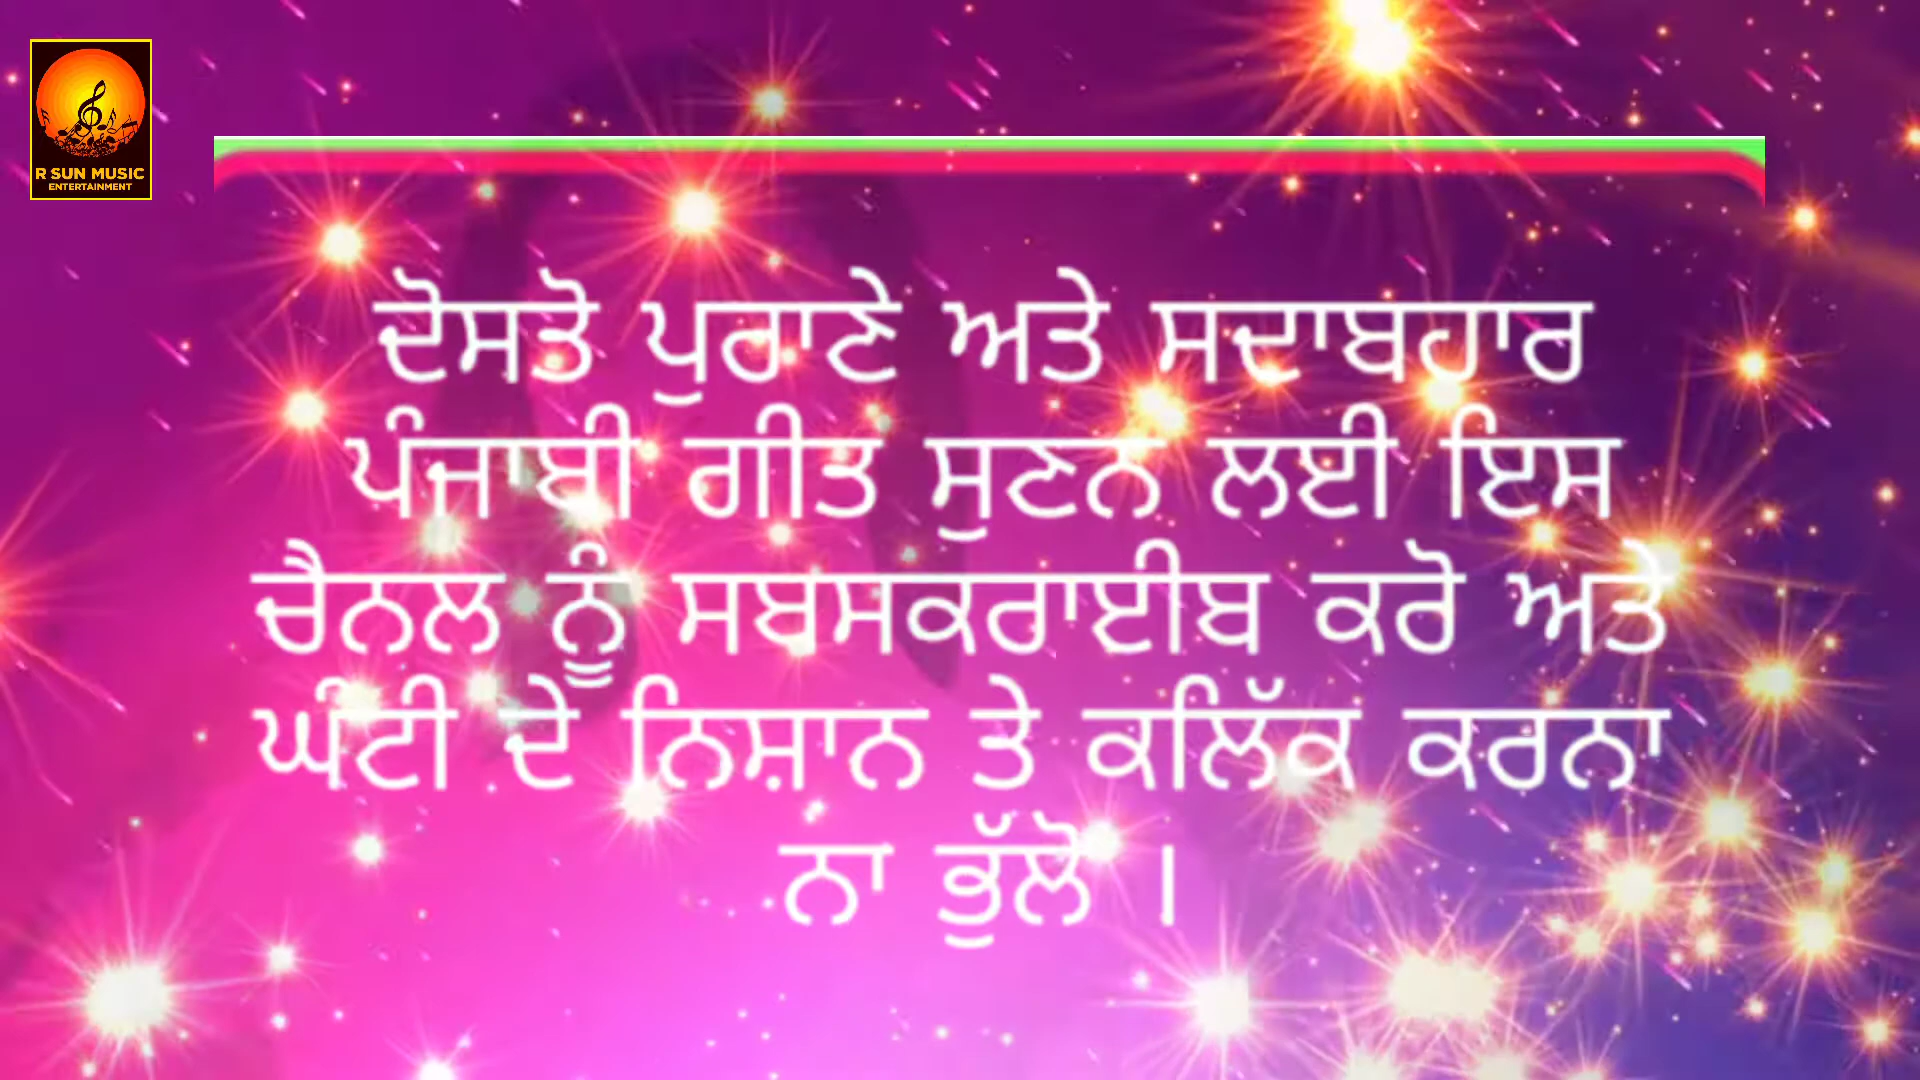 R SUN MUSIC
ENTERTAINMENT
ਦੋਸਤੋ ਪੁਰਾਣੇ ਅਤੇ ਸਦਾਬਹਾਰ
ਪੰਜਾਬੀ ਗੀਤ ਸੁਣਨ ਲਈ ਇਸ
ਚੈਨਲ ਨੂੰ ਸਬਸਕਰਾਈਬ ਕਰੋ ਅਤੇ
ਘੰਟੀ ਦੇ ਨਿਸ਼ਾਨ ਤੇ ਕਲਿੱਕ ਕਰਨਾ
ਨਾ ਭੁੱਲੋ ।